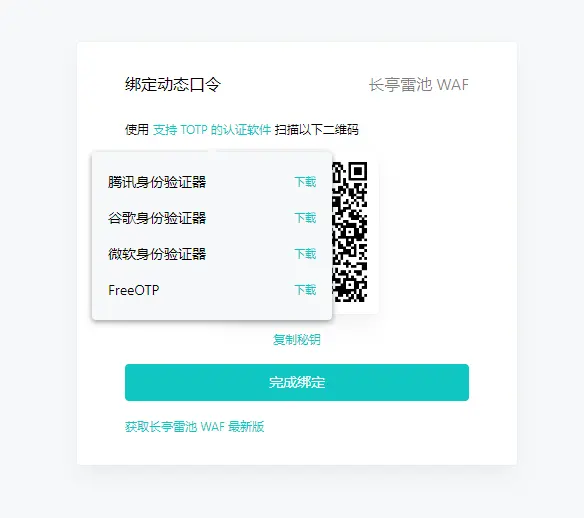 绑定动态口令 长亭雷池 WAF
使用 支持 TOTP 的认证软件 扫描以下二维码
腾讯身份验证器 下载
谷歌身份验证器 下载
微软身份验证器 下载
FreeOTP 下载
复制秘钥
完成绑定
获取长亭雷池 WAF 最新版